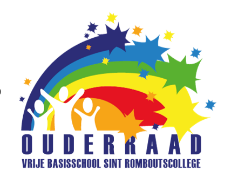 OUDERRAAD
VRIJE BASISSCHOOL SINT ROMBOUTSCOLLEGE